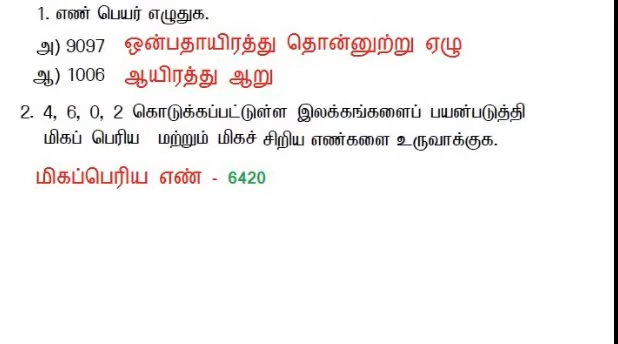 1. எண் பெயர் எழுதுக.
அ) 9097 ஒன்பதாயிரத்து தொன்னுற்று ஏழு
ஆ) 1006 ஆயிரத்து ஆறு
2. 4, 6, 0, 2 கொடுக்கப்பட்டுள்ள இலக்கங்களைப் பயன்படுத்தி
மிகப் பெரிய மற்றும் மிகச் சிறிய எண்களை உருவாக்குக.
மிகப்பெரிய எண் - 6420